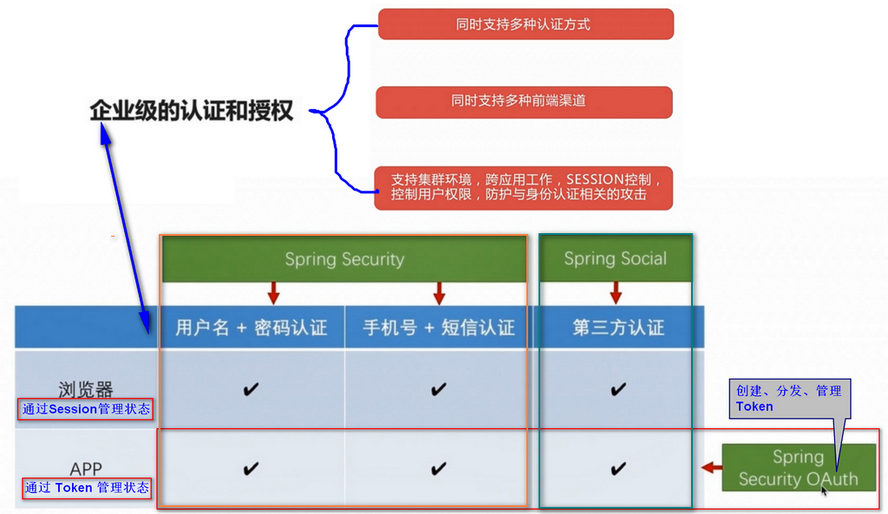 同时支持多种认证方式
企业级的认证和授权
同时支持多种前端渠道
支持集群环境，跨应用工作，SESSION控制，
控制用户权限，防护与身份认证相关的攻击
Spring Security
Spring Social
用户名 + 密码认证
手机号 + 短信认证
第三方认证
浏览器
通过Session管理状态
创建、分发、管理
Token
APP
通过 Token 管理状态
Spring
Security OAuth